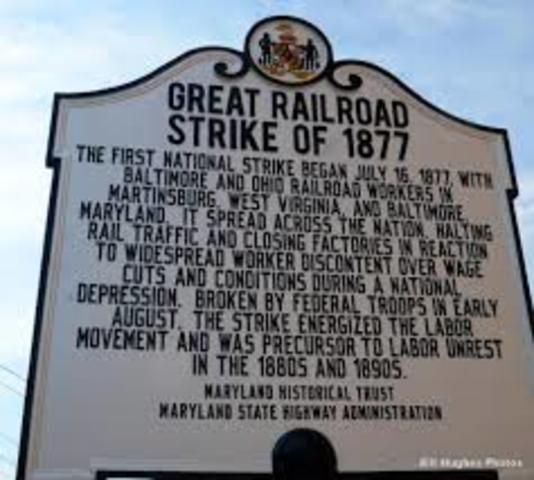 GREAT RAILROAD
STRIKE OF 1877
THE FIRST NATIONAL STRIKE BEGAN JULY 16, 1877, WITH
BALTIMORE AND OHIO RAILROAD WORKERS IN
MARTINSBURG, WEST VIRGINIA, AND BALTIMORE,
MARYLAND. IT SPREAD ACROSS THE NATION, HALTING
RAIL TRAFFIC AND CLOSING FACTORIES IN REACTION
TO WIDESPREAD WORKER DISCONTENT OVER WAGE
CUTS AND CONDITIONS DURING A NATIONAL
DEPRESSION. BROKEN BY FEDERAL TROOPS IN EARLY
AUGUST, THE STRIKE ENERGIZED THE LABOR
MOVEMENT AND WAS PRECURSOR TO LABOR UNREST
IN THE 1880S AND 1890S.
MARYLAND HISTORICAL TRUST
MARYLAND STATE HIGHWAY ADMINISTRATION
Bill Hughes Photos